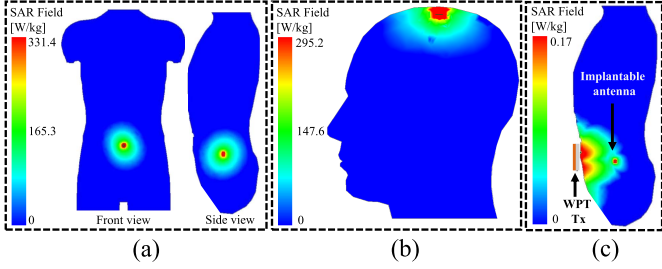 SAR Field
[W/kg]
331.4
165.3
0
Front view
Side view
(a)
SAR Field
[W/kg]
295.2
147.6
0
(b)
SAR Field
[W/kg]
0.17
0
Implantable
antenna
WPT
Tx
(c)